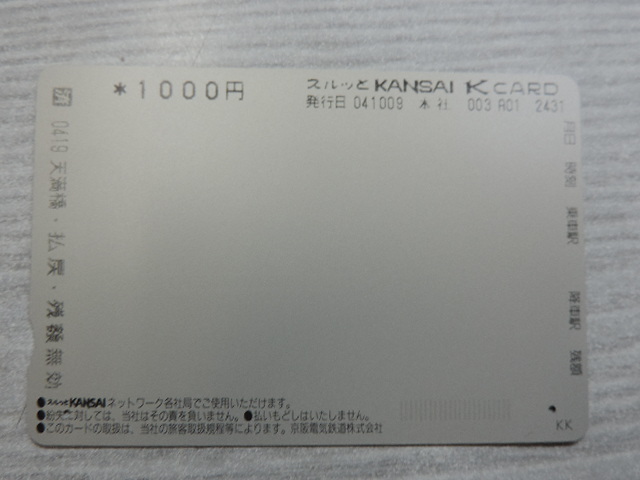 *1000円
スルッとKANSAI K CARD
発行日 041009 本社 003 A01 2431
月日 時刻 乗車駅 降車駅 残額
0419 天満橋・払戻・残額無効
●スルッとKANSAIネットワーク各社局でご使用いただけます。
●紛失に対しては、当社はその責を負いません。●払いもどしはいたしません。
●このカードの取扱は、当社の旅客取扱規程等によります。京阪電気鉄道株式会社
KK